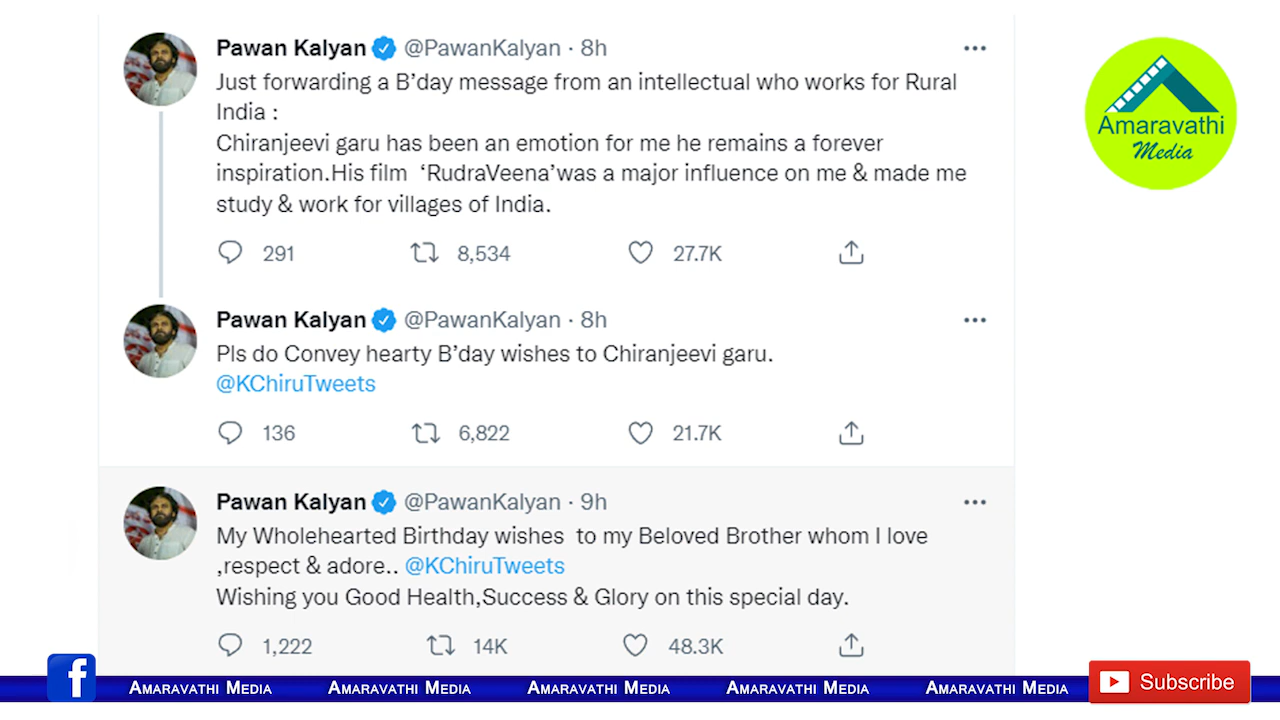 Pawan Kalyan @PawanKalyan · 8h
Just forwarding a B'day message from an intellectual who works for Rural
India :
Chiranjeevi garu has been an emotion for me he remains a forever
inspiration.His film ‘RudraVeena’was a major influence on me & made me
study & work for villages of India.
291 8,534 27.7K
Pawan Kalyan @PawanKalyan · 8h
Pls do Convey hearty B'day wishes to Chiranjeevi garu.
@KChiruTweets
136 6,822 21.7K
Pawan Kalyan @PawanKalyan · 9h
My Wholehearted Birthday wishes to my Beloved Brother whom I love
,respect & adore.. @KChiruTweets
Wishing you Good Health,Success & Glory on this special day.
1,222 14K 48.3K
Amaravathi
Media
f AMARAVATHI MEDIA AMARAVATHI MEDIA AMARAVATHI MEDIA AMARAVATHI MEDIA AMARAVATHI MEDIA Subscribe